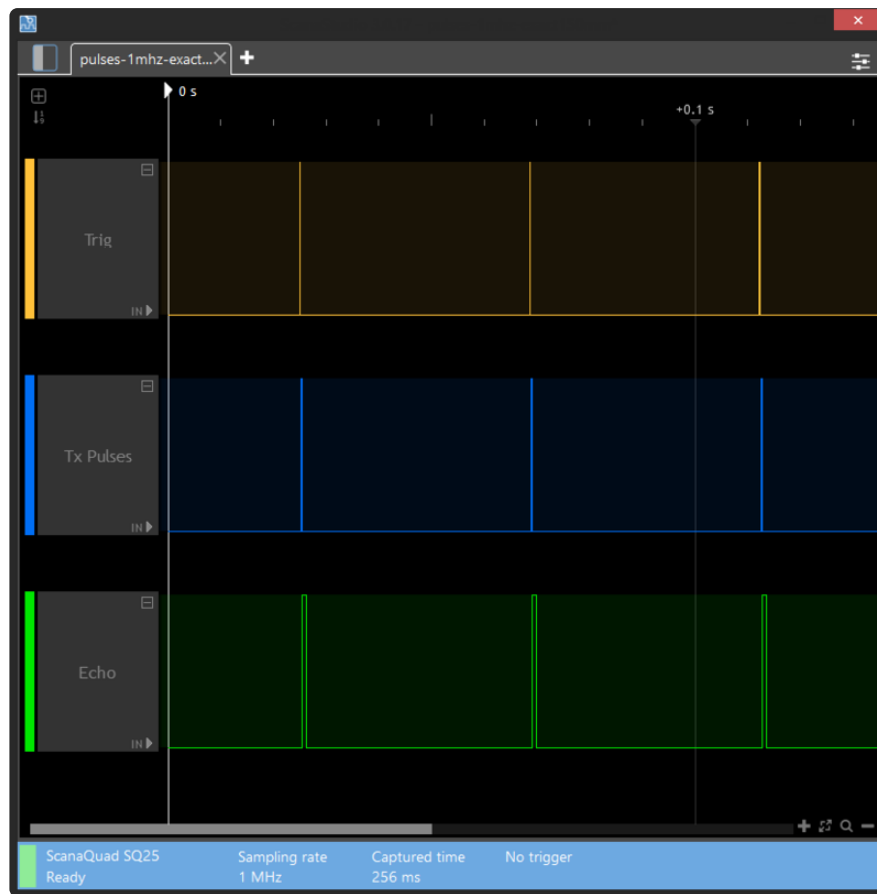 pulses-1mhz-exact...
0 s
+0.1 s
Trig
IN
Tx Pulses
IN
Echo
IN
ScanaQuad SQ25
Ready
Sampling rate
1 MHz
Captured time
256 ms
No trigger